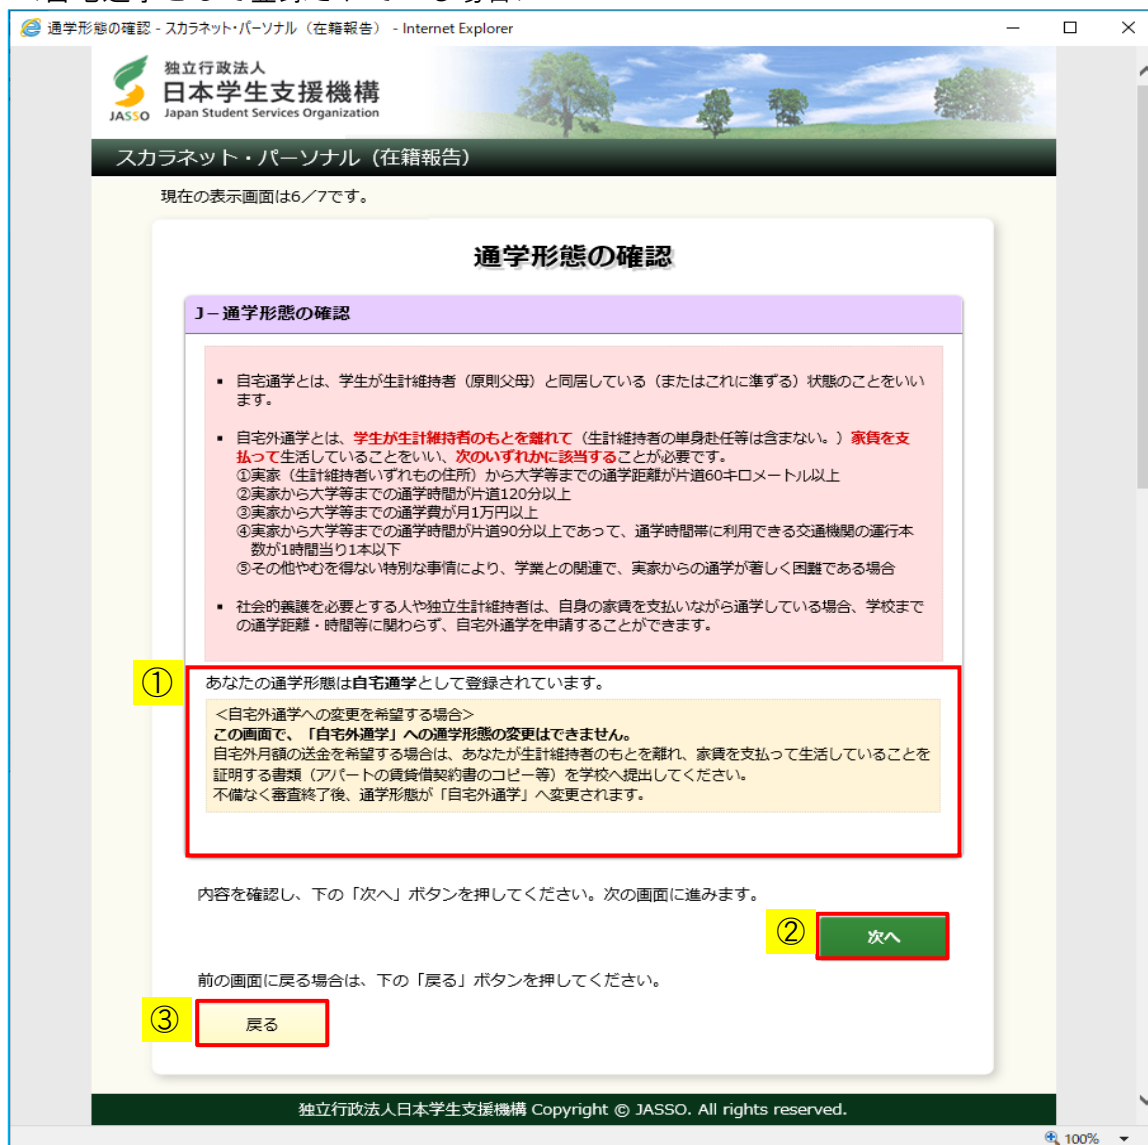 通学形態の確認 - スカラネット・パーソナル（在籍報告） - Internet Explorer
独立行政法人
日本学生支援機構
JASSO Japan Student Services Organization
スカラネット・パーソナル（在籍報告）
現在の表示画面は6／7です。
通学形態の確認
J－通学形態の確認
▪ 自宅通学とは、学生が生計維持者（原則父母）と同居している（またはこれに準ずる）状態のことをいい
ます。
▪ 自宅外通学とは、学生が生計維持者のもとを離れて（生計維持者の単身赴任等は含まない。）家賃を支
払って生活していることをいい、次のいずれかに該当することが必要です。
①実家（生計維持者いずれもの住所）から大学等までの通学距離が片道60キロメートル以上
②実家から大学等までの通学時間が片道120分以上
③実家から大学等までの通学費が月1万円以上
④実家から大学等までの通学時間が片道90分以上であって、通学時間帯に利用できる交通機関の運行本
数が1時間当り1本以下
⑤その他やむを得ない特別な事情により、学業との関連で、実家からの通学が著しく困難である場合
▪ 社会的養護を必要とする人や独立生計維持者は、自身の家賃を支払いながら通学している場合、学校まで
の通学距離・時間等に関わらず、自宅外通学を申請することができます。
①
あなたの通学形態は自宅通学として登録されています。
＜自宅外通学への変更を希望する場合＞
この画面で、「自宅外通学」への通学形態の変更はできません。
自宅外月額の送金を希望する場合は、あなたが生計維持者のもとを離れ、家賃を支払って生活していることを
証明する書類（アパートの賃貸借契約書のコピー等）を学校へ提出してください。
不備なく審査終了後、通学形態が「自宅外通学」へ変更されます。
内容を確認し、下の「次へ」ボタンを押してください。次の画面に進みます。
② 次へ
前の画面に戻る場合は、下の「戻る」ボタンを押してください。
③ 戻る
独立行政法人日本学生支援機構 Copyright © JASSO. All rights reserved.
100%